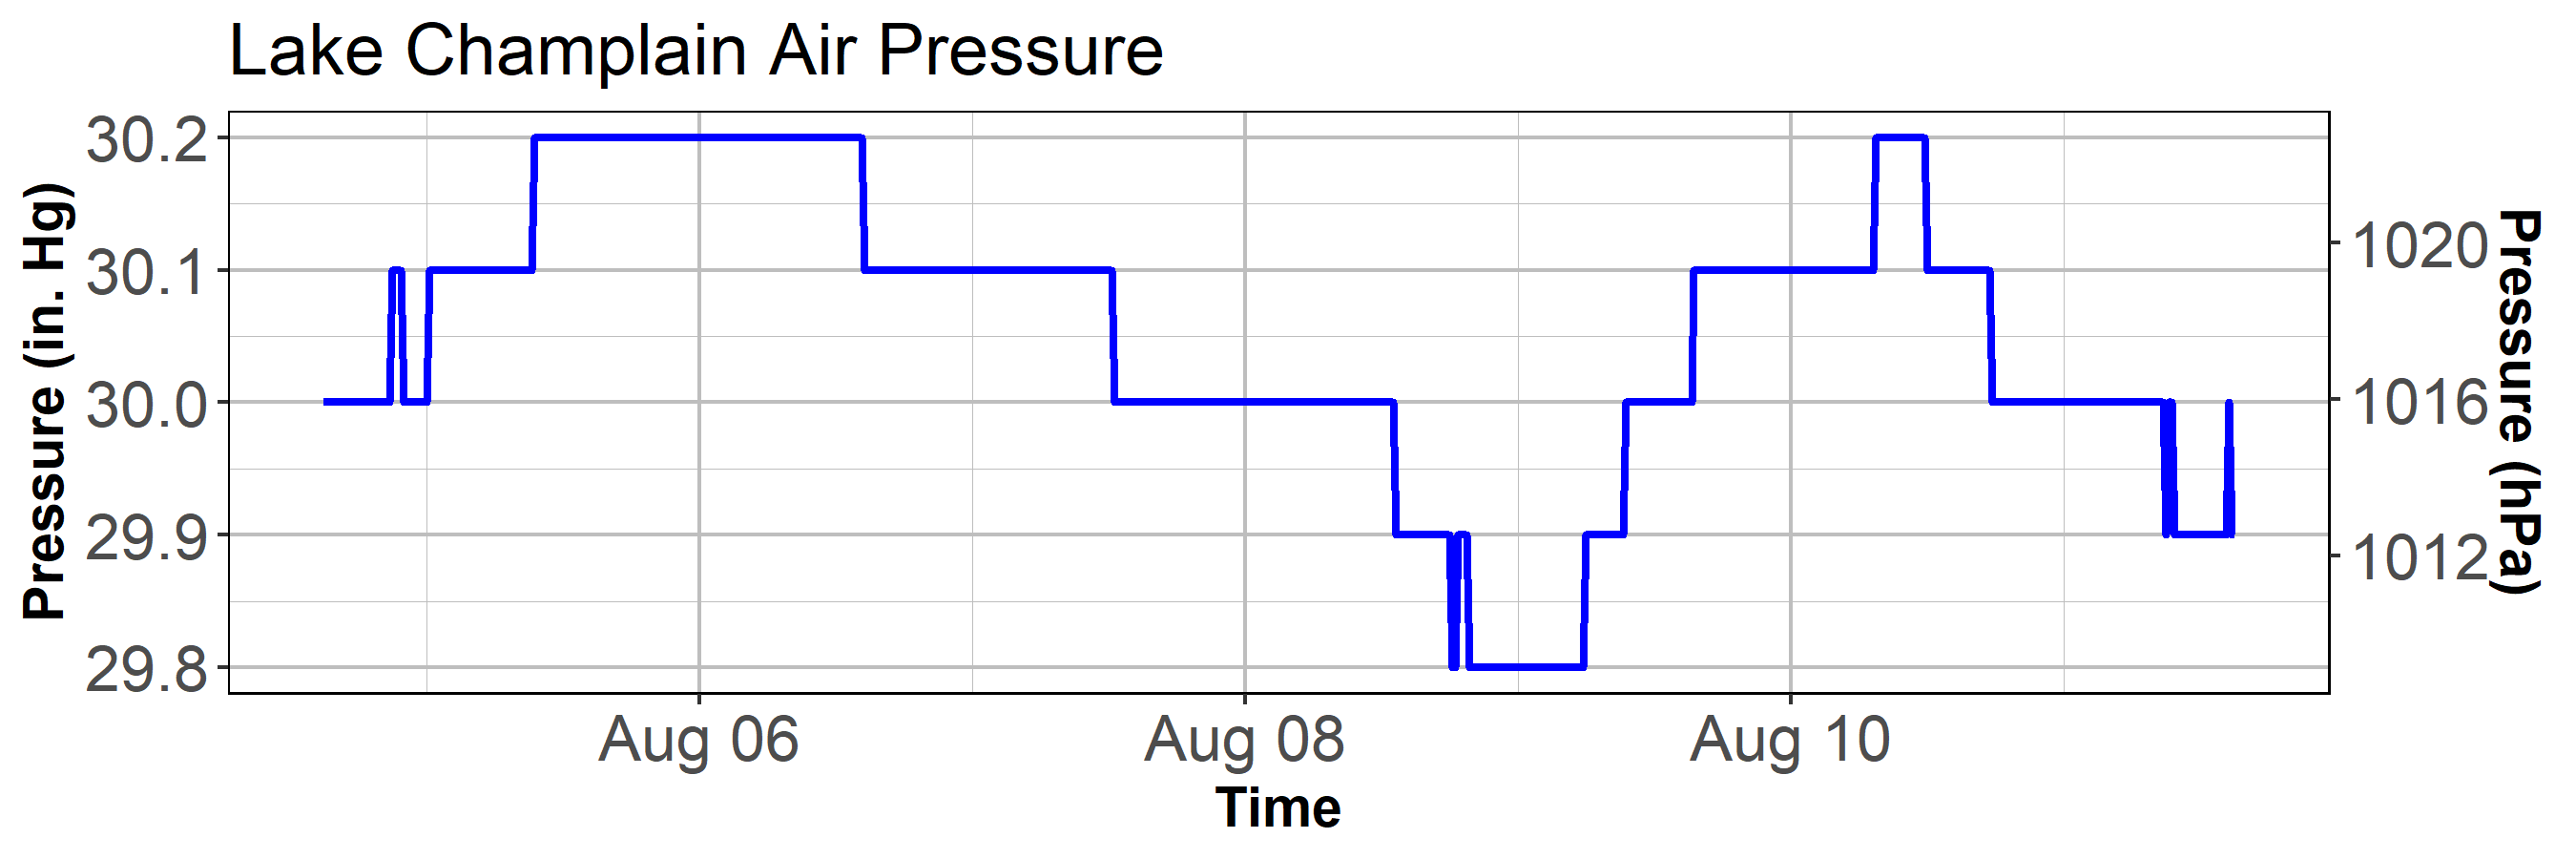 Lake Champlain Air Pressure
Pressure (in. Hg)
30.2
30.1
30.0
29.9
29.8
1020
1016
1012
Pressure (hPa)
Aug 06
Aug 08
Aug 10
Time